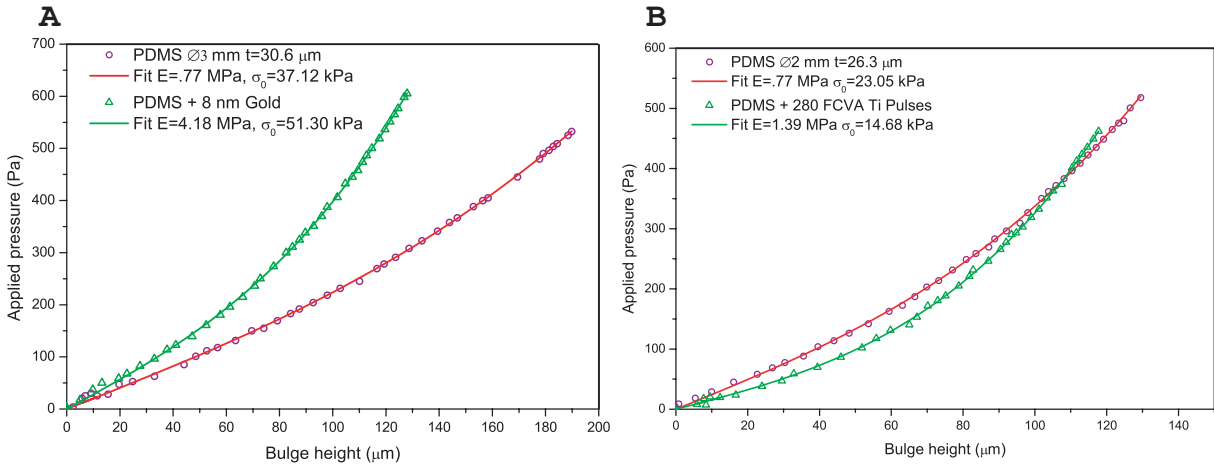 A
700
600
500
400
300
200
100
0
Applied pressure (Pa)
PDMS ∅3 mm t=30.6 μm
Fit E=.77 MPa, σ₀=37.12 kPa
PDMS + 8 nm Gold
Fit E=4.18 MPa, σ₀=51.30 kPa
0 20 40 60 80 100 120 140 160 180 200
Bulge height (μm)
B
600
500
400
300
200
100
0
Applied pressure (Pa)
PDMS ∅2 mm t=26.3 μm
Fit E=.77 MPa σ₀=23.05 kPa
PDMS + 280 FCVA Ti Pulses
Fit E=1.39 MPa σ₀=14.68 kPa
0 20 40 60 80 100 120 140
Bulge height (μm)